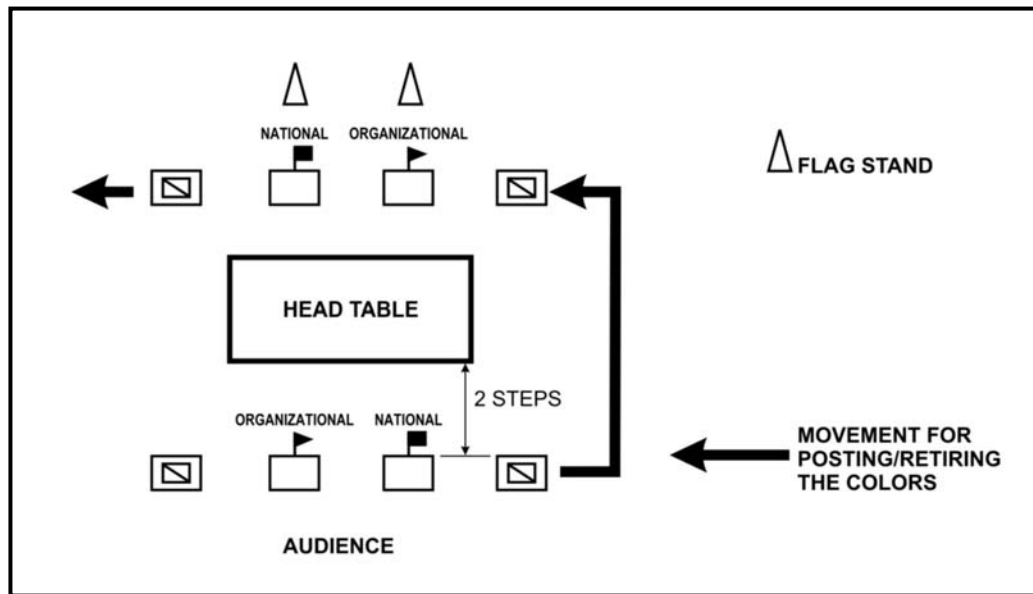 NATIONAL ORGANIZATIONAL
FLAG STAND
HEAD TABLE
2 STEPS
ORGANIZATIONAL NATIONAL
MOVEMENT FOR
POSTING/RETIRING
THE COLORS
AUDIENCE